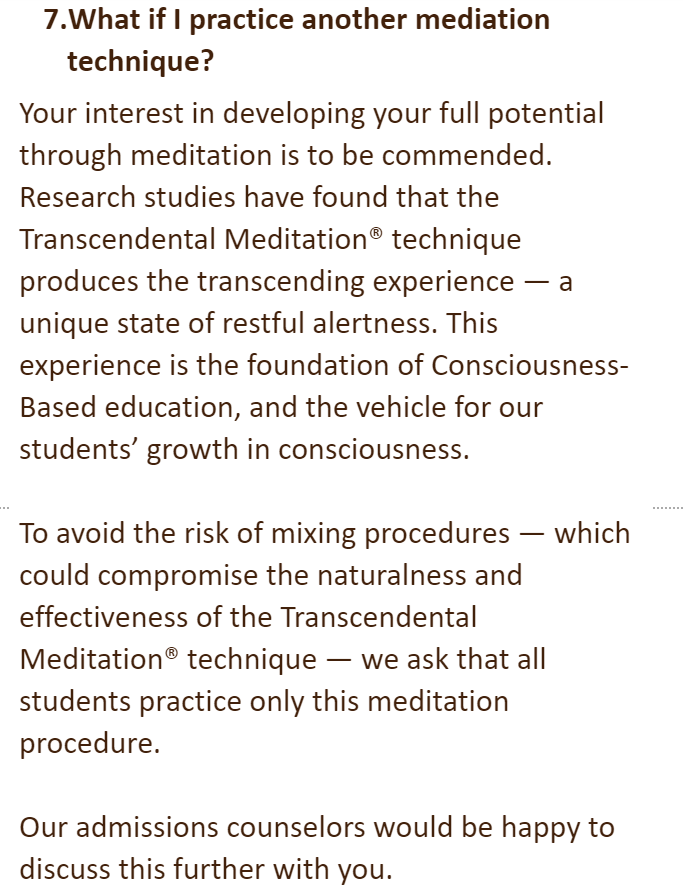 7.What if I practice another mediation
technique?
Your interest in developing your full potential
through meditation is to be commended.
Research studies have found that the
Transcendental Meditation® technique
produces the transcending experience — a
unique state of restful alertness. This
experience is the foundation of Consciousness-
Based education, and the vehicle for our
students’ growth in consciousness.
To avoid the risk of mixing procedures — which
could compromise the naturalness and
effectiveness of the Transcendental
Meditation® technique — we ask that all
students practice only this meditation
procedure.
Our admissions counselors would be happy to
discuss this further with you.